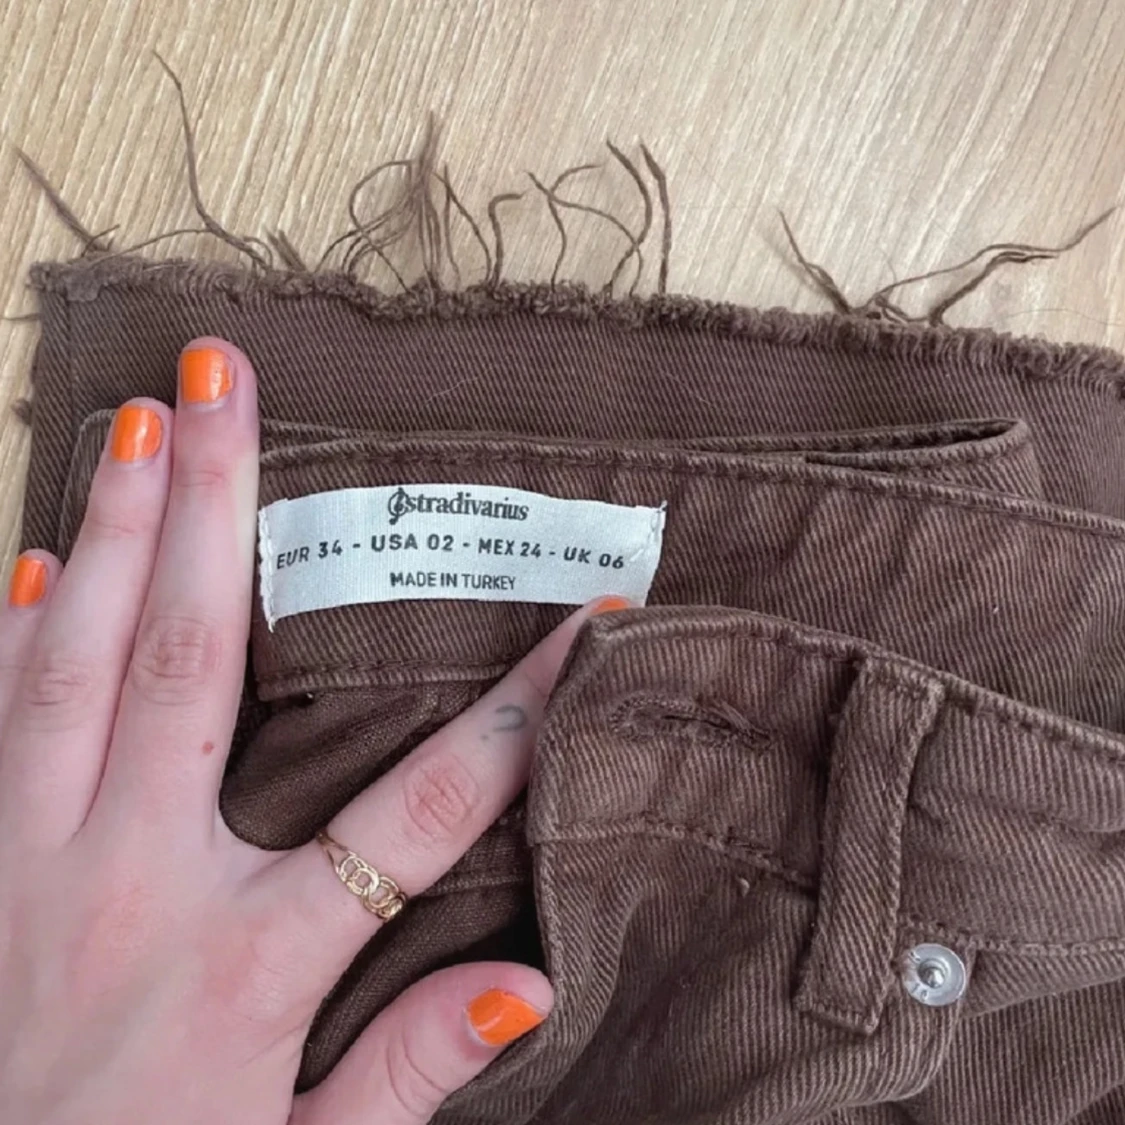 stradivarius
EUR 34 - USA 02 - MEX 24 - UK 06
MADE IN TURKEY